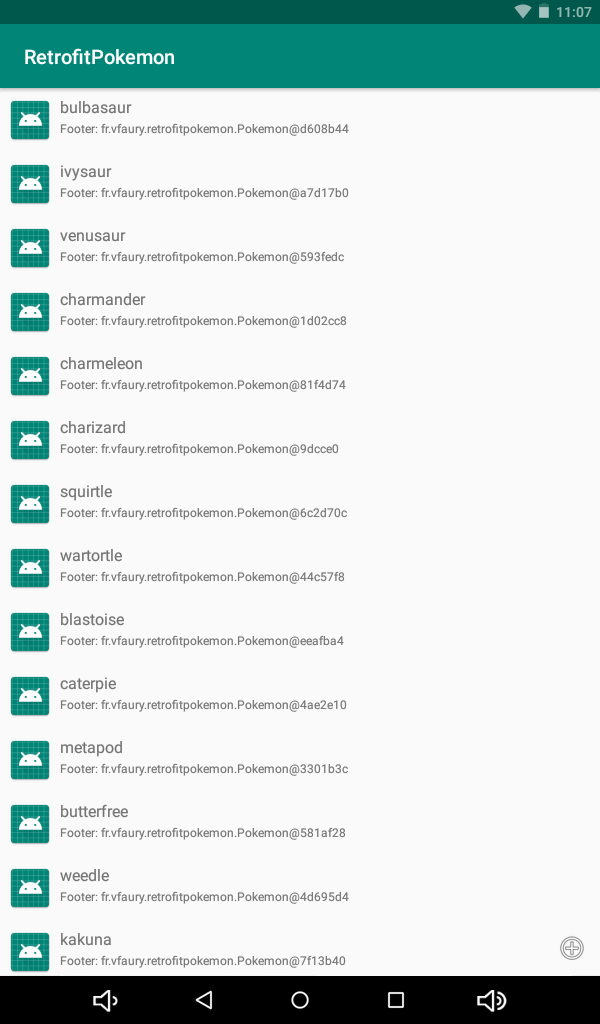 11:07
RetrofitPokemon
bulbasaur
Footer: fr.vfaury.retrofitpokemon.Pokemon@d608b44
ivysaur
Footer: fr.vfaury.retrofitpokemon.Pokemon@a7d17b0
venusaur
Footer: fr.vfaury.retrofitpokemon.Pokemon@593fedc
charmander
Footer: fr.vfaury.retrofitpokemon.Pokemon@1d02cc8
charmeleon
Footer: fr.vfaury.retrofitpokemon.Pokemon@81f4d74
charizard
Footer: fr.vfaury.retrofitpokemon.Pokemon@9dcce0
squirtle
Footer: fr.vfaury.retrofitpokemon.Pokemon@6c2d70c
wartortle
Footer: fr.vfaury.retrofitpokemon.Pokemon@44c57f8
blastoise
Footer: fr.vfaury.retrofitpokemon.Pokemon@eeafba4
caterpie
Footer: fr.vfaury.retrofitpokemon.Pokemon@4ae2e10
metapod
Footer: fr.vfaury.retrofitpokemon.Pokemon@3301b3c
butterfree
Footer: fr.vfaury.retrofitpokemon.Pokemon@581af28
weedle
Footer: fr.vfaury.retrofitpokemon.Pokemon@4d695d4
kakuna
Footer: fr.vfaury.retrofitpokemon.Pokemon@7f13b40